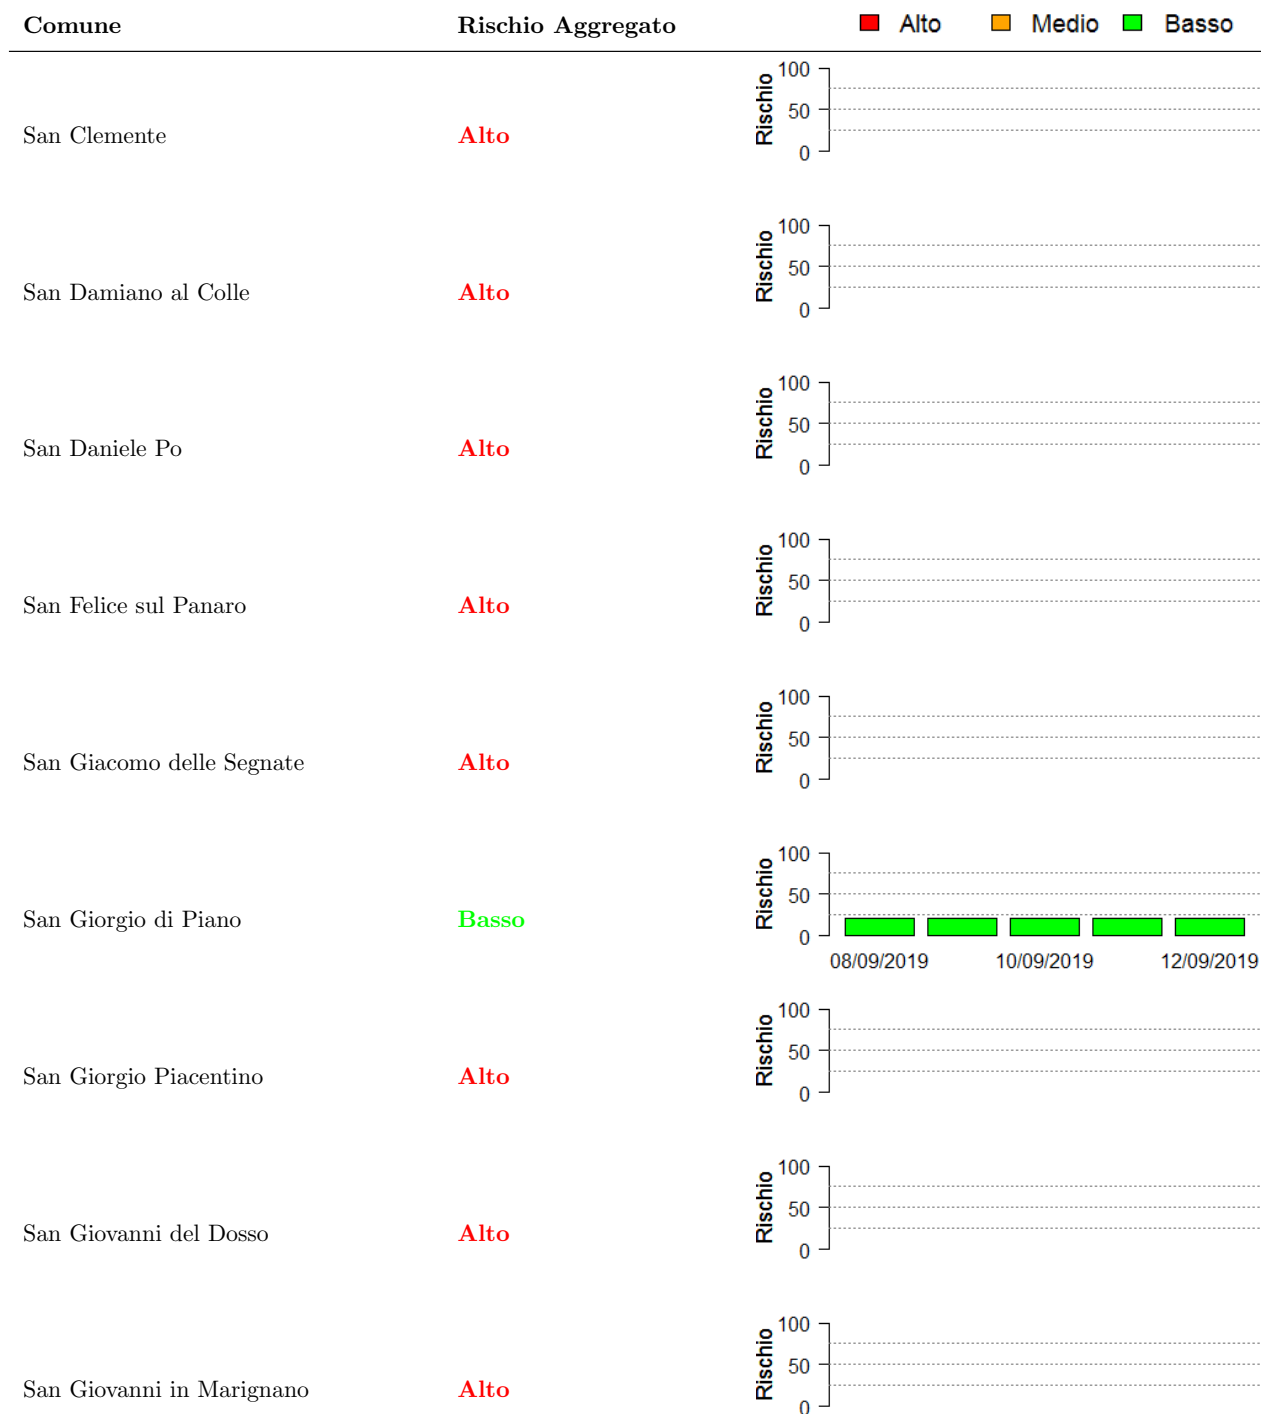 Comune Rischio Aggregato Alto Medio Basso
San Clemente Alto Rischio 100 50 0
San Damiano al Colle Alto Rischio 100 50 0
San Daniele Po Alto Rischio 100 50 0
San Felice sul Panaro Alto Rischio 100 50 0
San Giacomo delle Segnate Alto Rischio 100 50 0
San Giorgio di Piano Basso Rischio 100 50 0
08/09/2019 10/09/2019 12/09/2019
San Giorgio Piacentino Alto Rischio 100 50 0
San Giovanni del Dosso Alto Rischio 100 50 0
San Giovanni in Marignano Alto Rischio 100 50 0